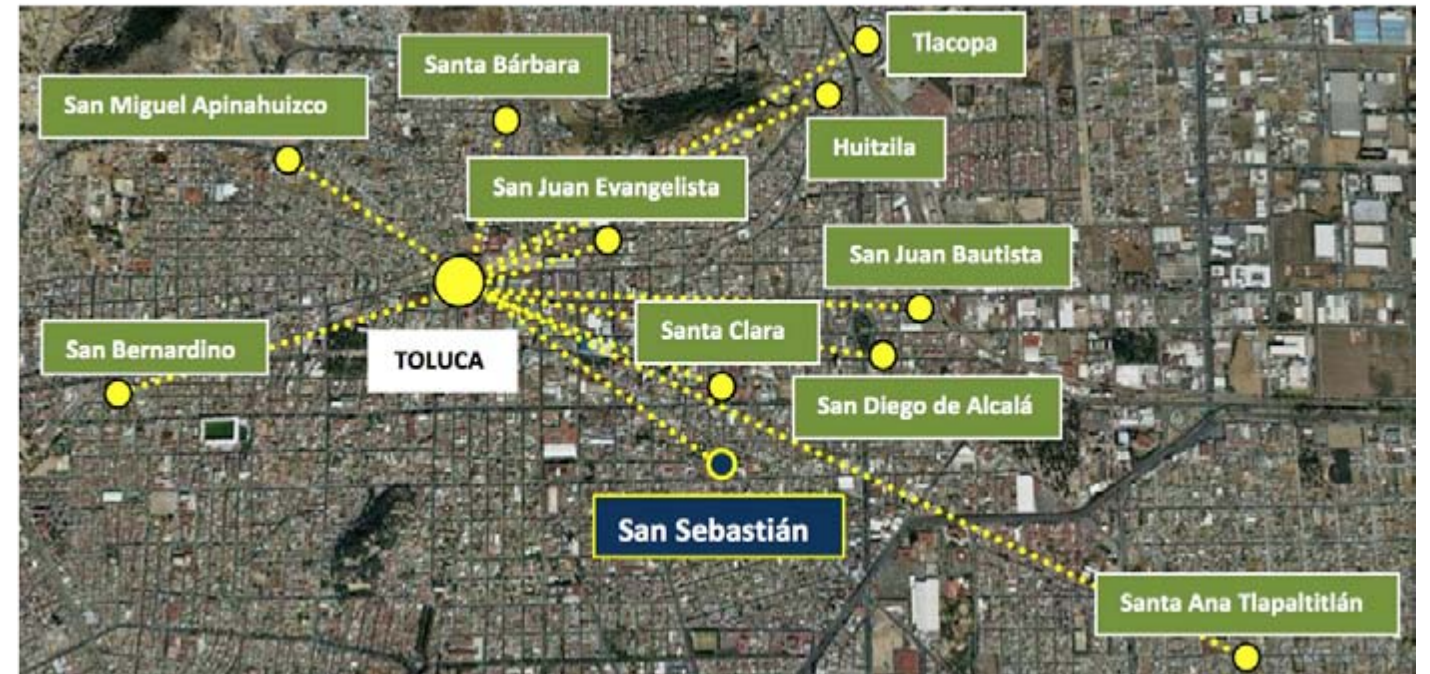 Tlacopa
Santa Bárbara
San Miguel Apinahuizco
Huitzila
San Juan Evangelista
San Juan Bautista
Santa Clara
San Bernardino
TOLUCA
San Diego de Alcalá
San Sebastián
Santa Ana Tlapaltitlán